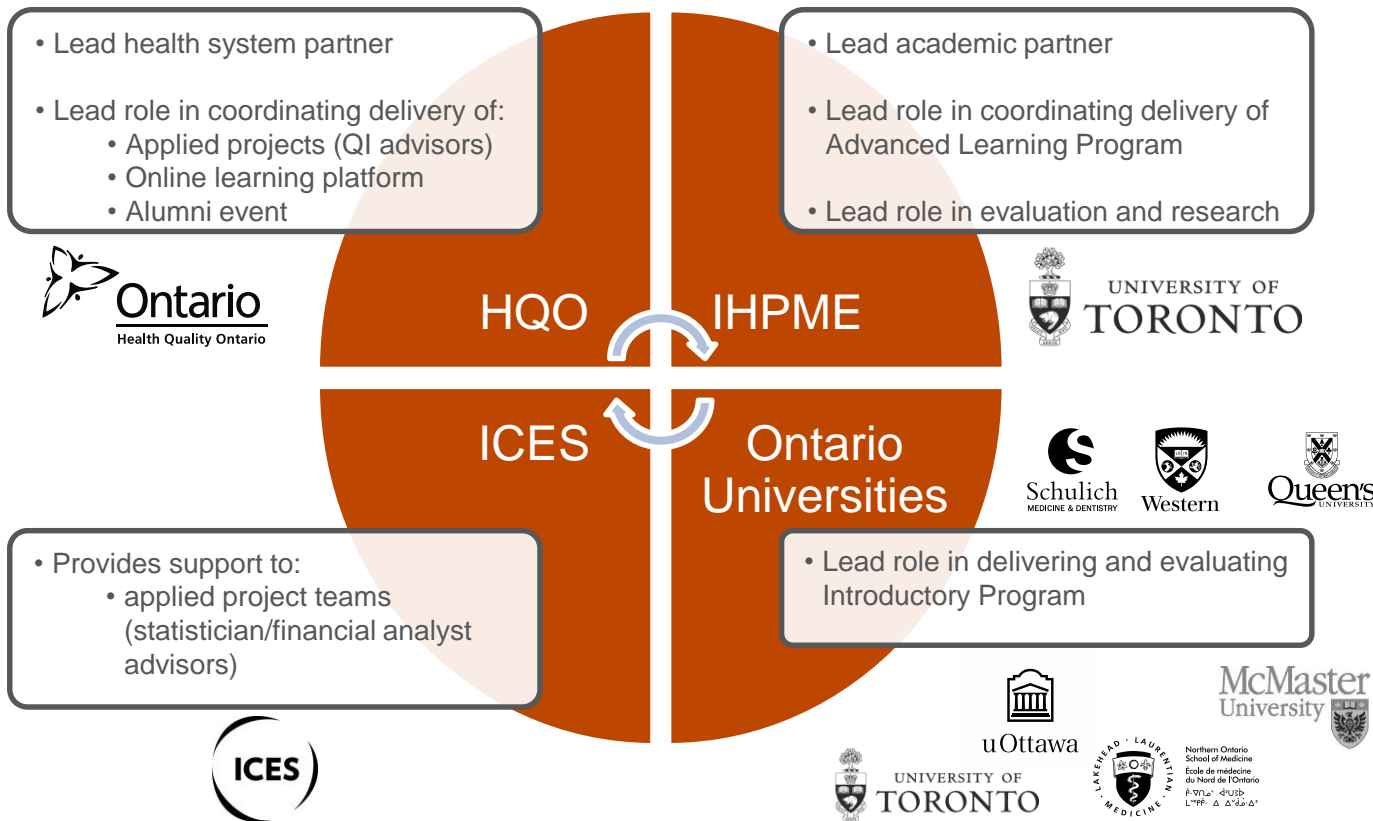 • Lead health system partner
• Lead role in coordinating delivery of:
• Applied projects (QI advisors)
• Online learning platform
• Alumni event
• Lead academic partner
• Lead role in coordinating delivery of
Advanced Learning Program
• Lead role in evaluation and research
Ontario
Health Quality Ontario
HQO
IHPME
UNIVERSITY OF
TORONTO
ICES
Ontario
Universities
Schulich
MEDICINE & DENTISTRY
Western
Queen's
UNIVERSITY
• Provides support to:
• applied project teams
(statistician/financial analyst
advisors)
• Lead role in delivering and evaluating
Introductory Program
ICES
uOttawa
McMaster
University
UNIVERSITY OF
TORONTO
LAKEHEAD · LAURENTIAN
· MEDICINE ·
Northern Ontario
School of Medicine
École de médecine
du Nord de l'Ontario